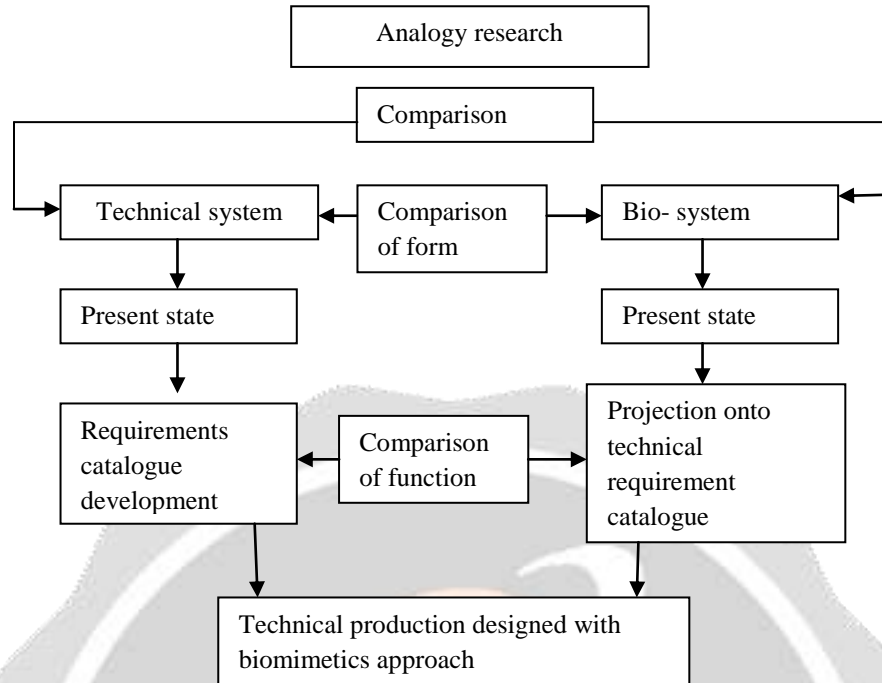 Analogy research
Comparison
Technical system
Comparison
of form
Bio- system
Present state
Present state
Requirements
catalogue
development
Comparison
of function
Projection onto
technical
requirement
catalogue
Technical production designed with
biomimetics approach